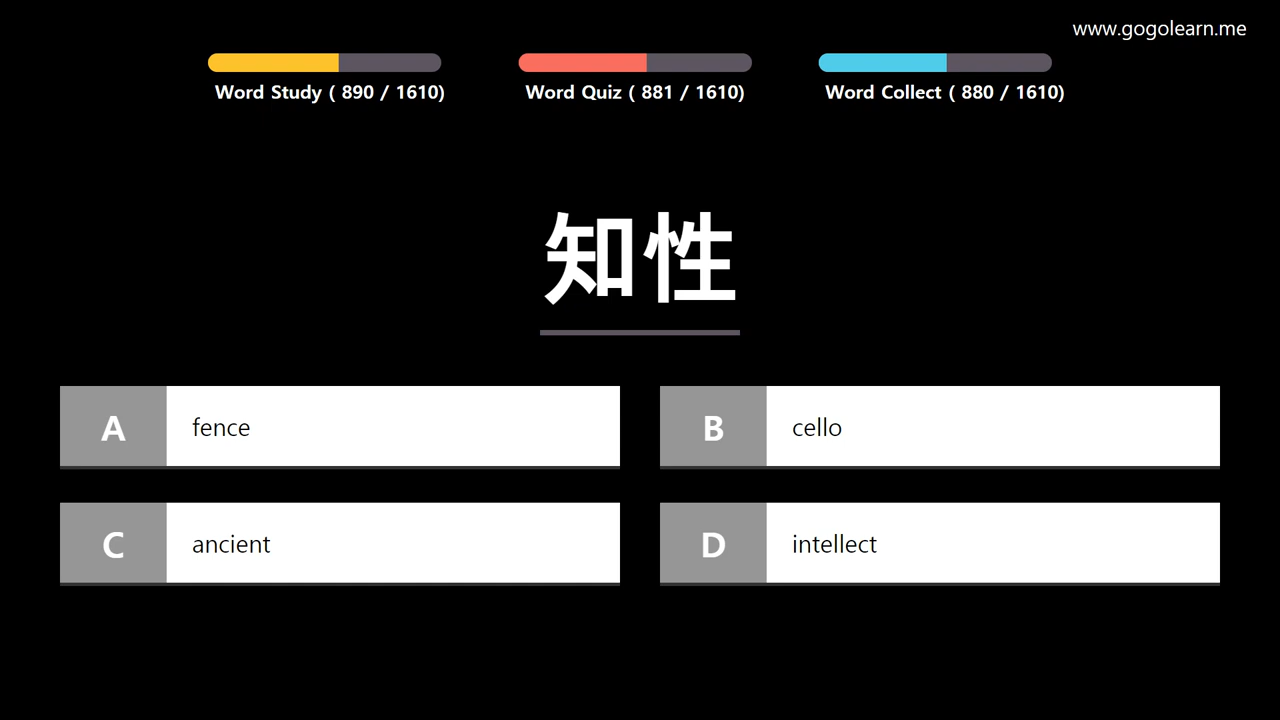 www.gogolearn.me
Word Study ( 890 / 1610)
Word Quiz ( 881 / 1610)
Word Collect ( 880 / 1610)
知性
A fence
B cello
C ancient
D intellect